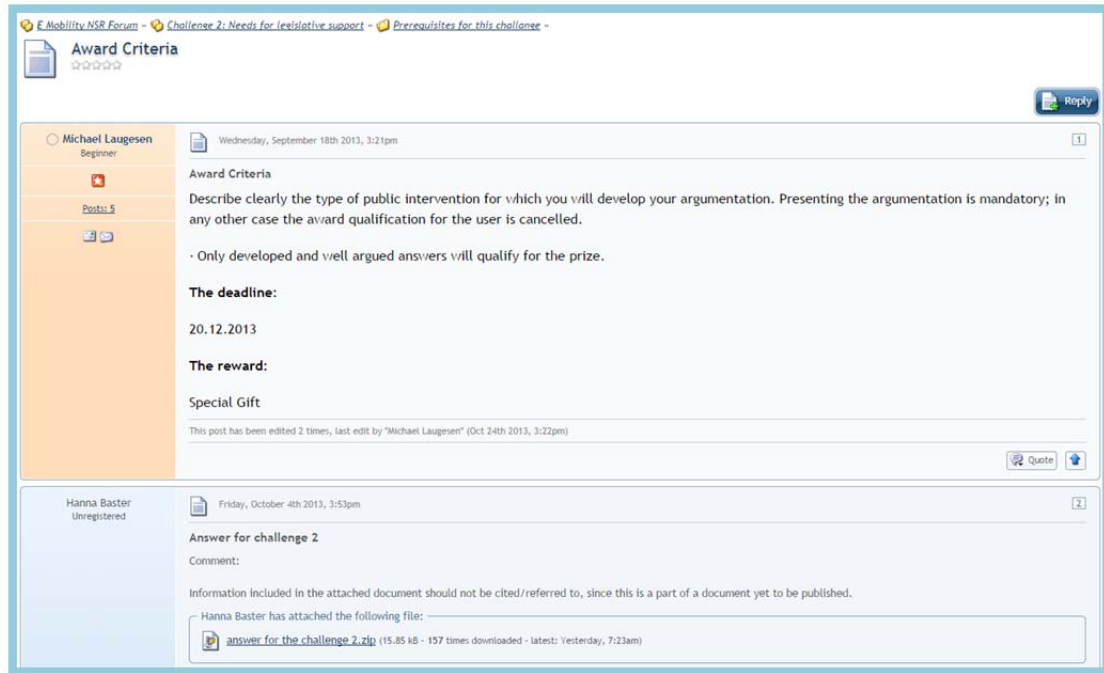 E Mobility NSR Forum - Challenge 2: Needs for legislative support - Prerequisites for this challange -
Award Criteria
Reply
Michael Laugesen
Beginner
Posts: 5
Wednesday, September 18th 2013, 3:21pm
1
Award Criteria
Describe clearly the type of public intervention for which you will develop your argumentation. Presenting the argumentation is mandatory; in
any other case the award qualification for the user is cancelled.
· Only developed and well argued answers will qualify for the prize.
The deadline:
20.12.2013
The reward:
Special Gift
This post has been edited 2 times, last edit by "Michael Laugesen" (Oct 24th 2013, 3:22pm)
Quote
Hanna Baster
Unregistered
Friday, October 4th 2013, 3:53pm
2
Answer for challenge 2
Comment:
Information included in the attached document should not be cited/referred to, since this is a part of a document yet to be published.
Hanna Baster has attached the following file:
answer for the challenge 2.zip (15.85 kB - 157 times downloaded - latest: Yesterday, 7:23am)